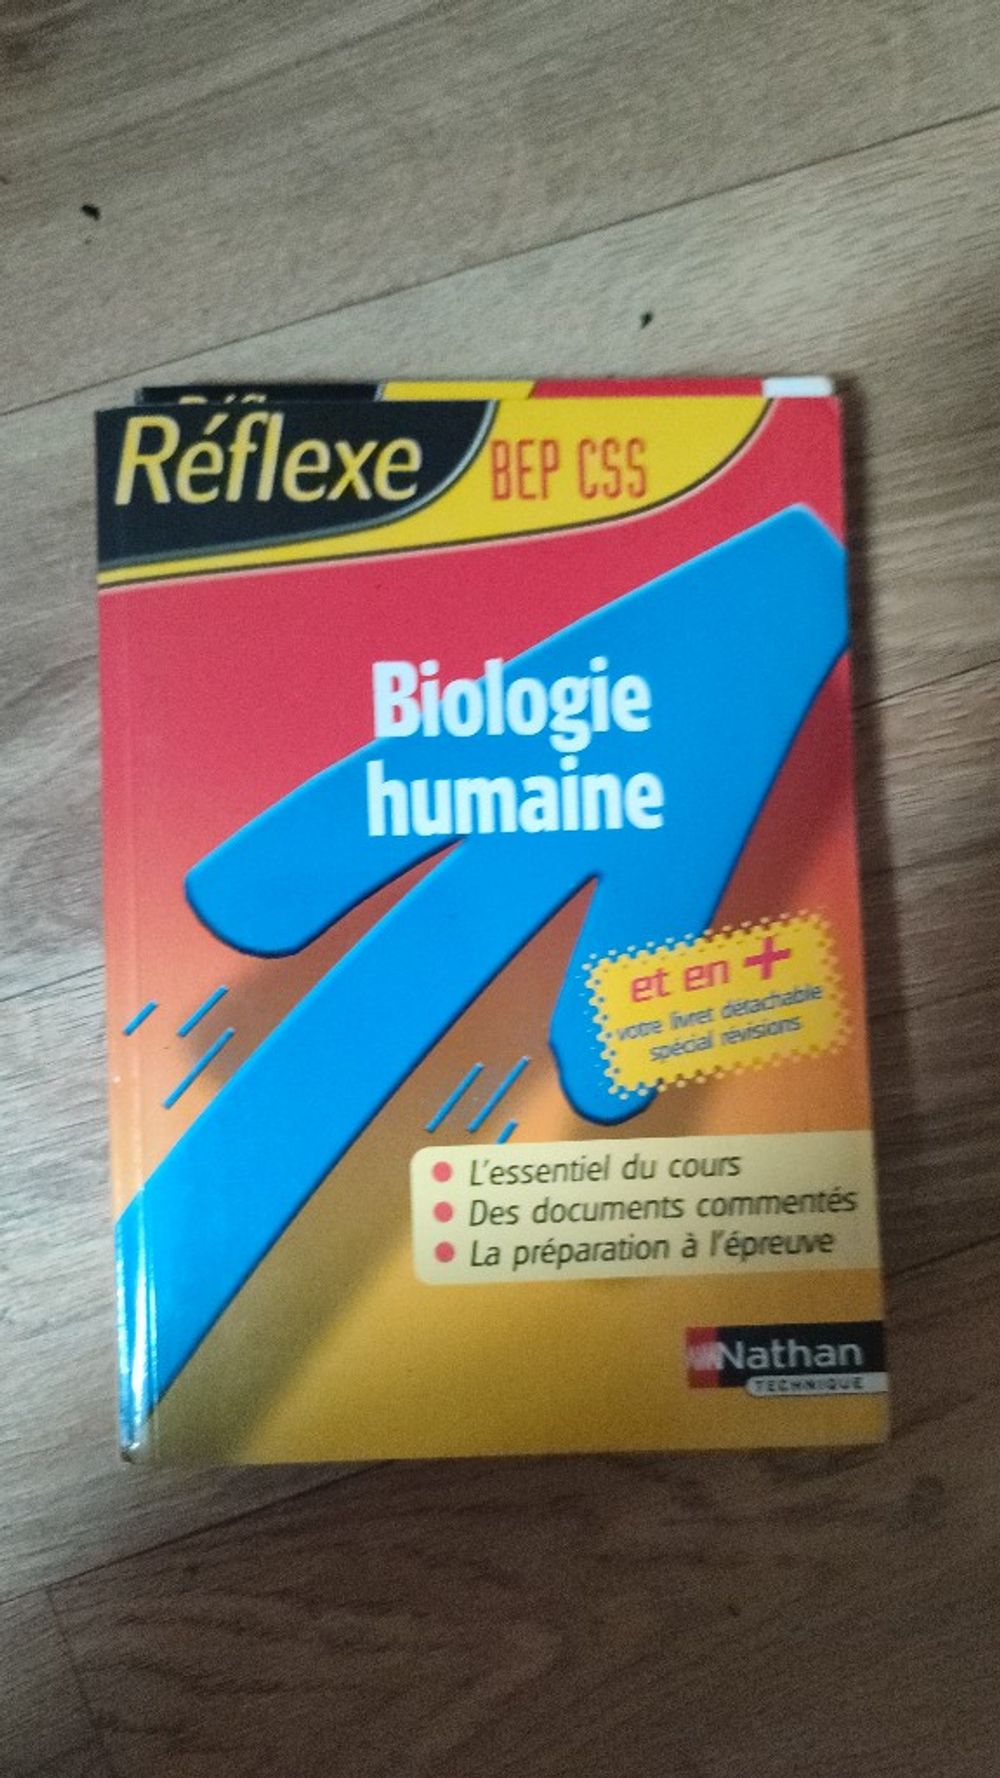 Réflexe
BEP CSS
Biologie
humaine
et en +
votre livret détachable
spécial révisions
L'essentiel du cours
Des documents commentés
La préparation à l'épreuve
Nathan
TECHNIQUE